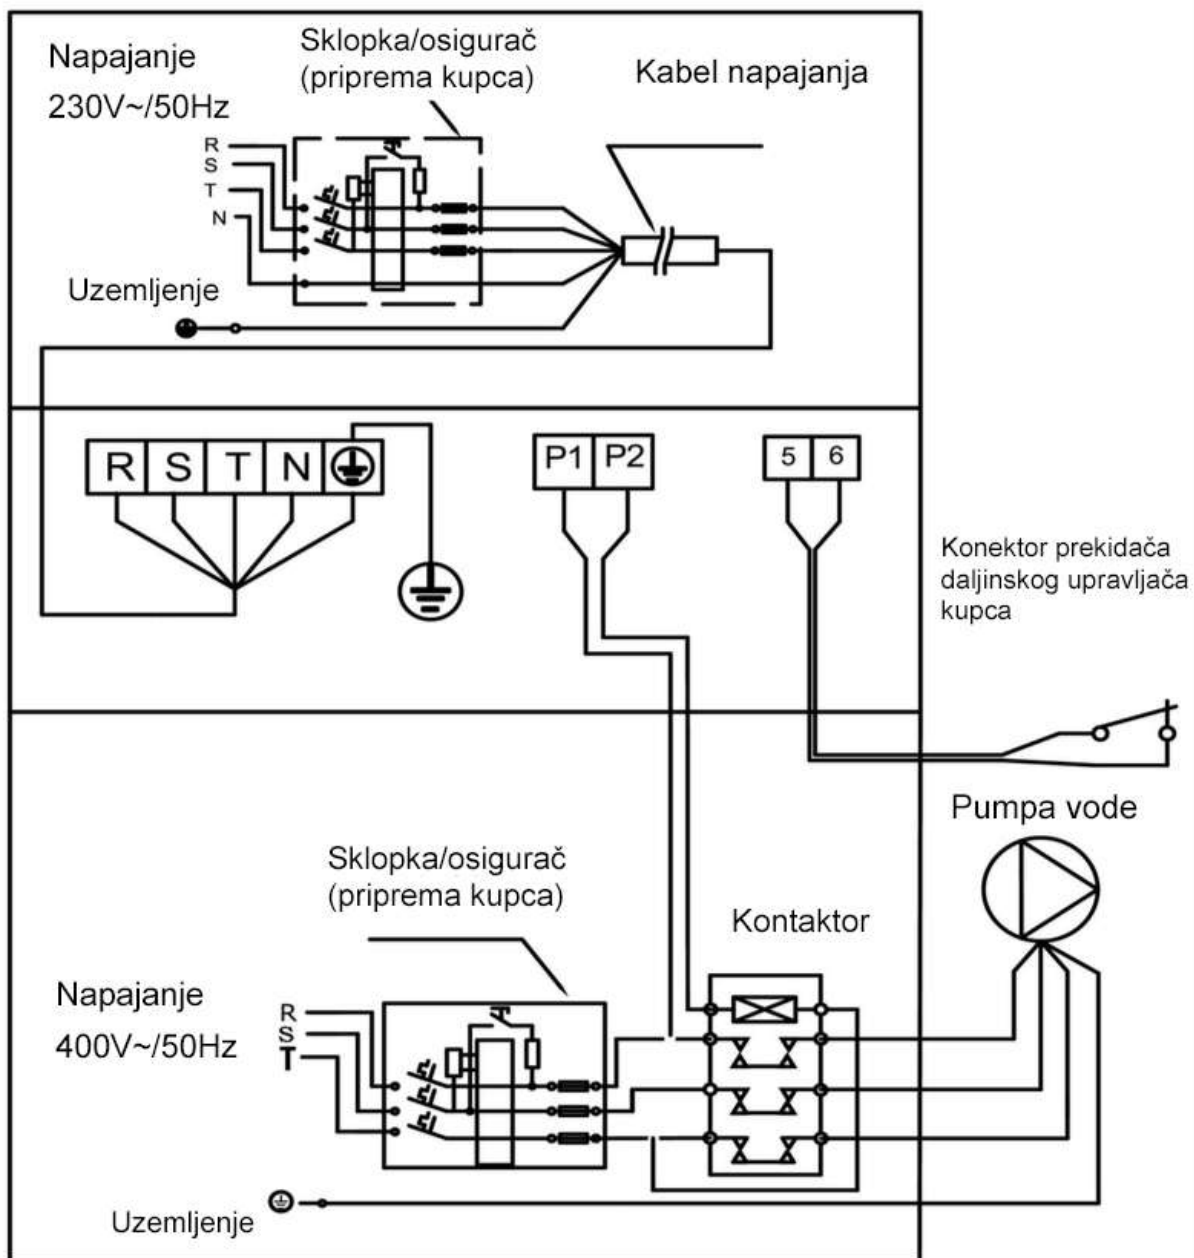 Napajanje
230V~/50Hz
Sklopka/osigurač
(priprema kupca)
Kabel napajanja
R
S
T
N
Uzemljenje
R S T N
P1 P2
5 6
Konektor prekidača
daljinskog upravljača
kupca
Pumpa vode
Sklopka/osigurač
(priprema kupca)
Kontaktor
Napajanje
400V~/50Hz
R
S
T
Uzemljenje